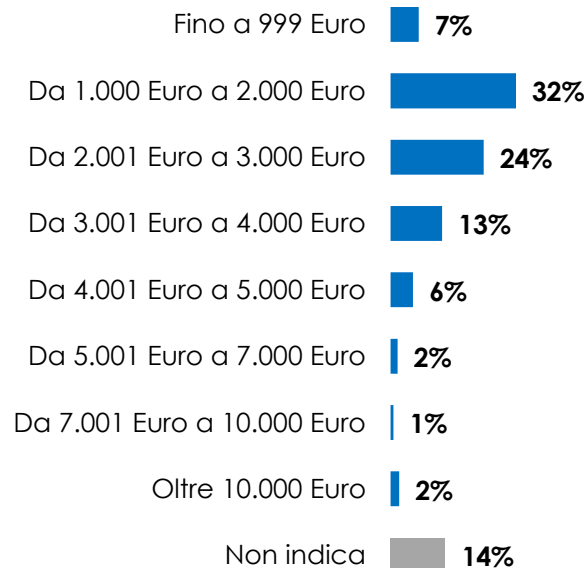 Fino a 999 Euro 7%
Da 1.000 Euro a 2.000 Euro 32%
Da 2.001 Euro a 3.000 Euro 24%
Da 3.001 Euro a 4.000 Euro 13%
Da 4.001 Euro a 5.000 Euro 6%
Da 5.001 Euro a 7.000 Euro 2%
Da 7.001 Euro a 10.000 Euro 1%
Oltre 10.000 Euro 2%
Non indica 14%